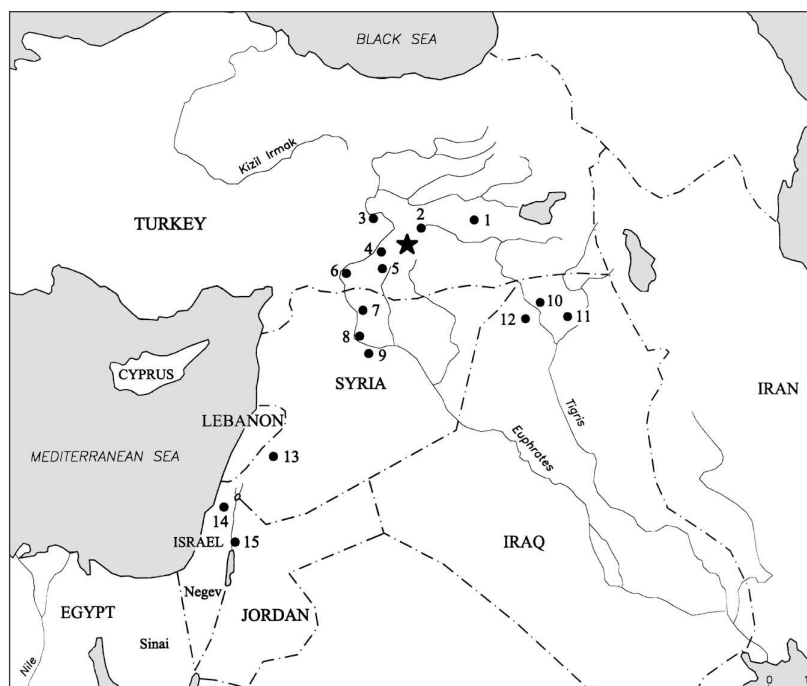 BLACK SEA
Kizil Irmak
TURKEY
3
2
1
4
5
6
7
10
11
12
8
9
CYPRUS
SYRIA
IRAN
LEBANON
Tigris
Euphrates
MEDITERRANEAN SEA
13
14
ISRAEL
15
IRAQ
Negev
EGYPT
JORDAN
Sinai
Nile
0